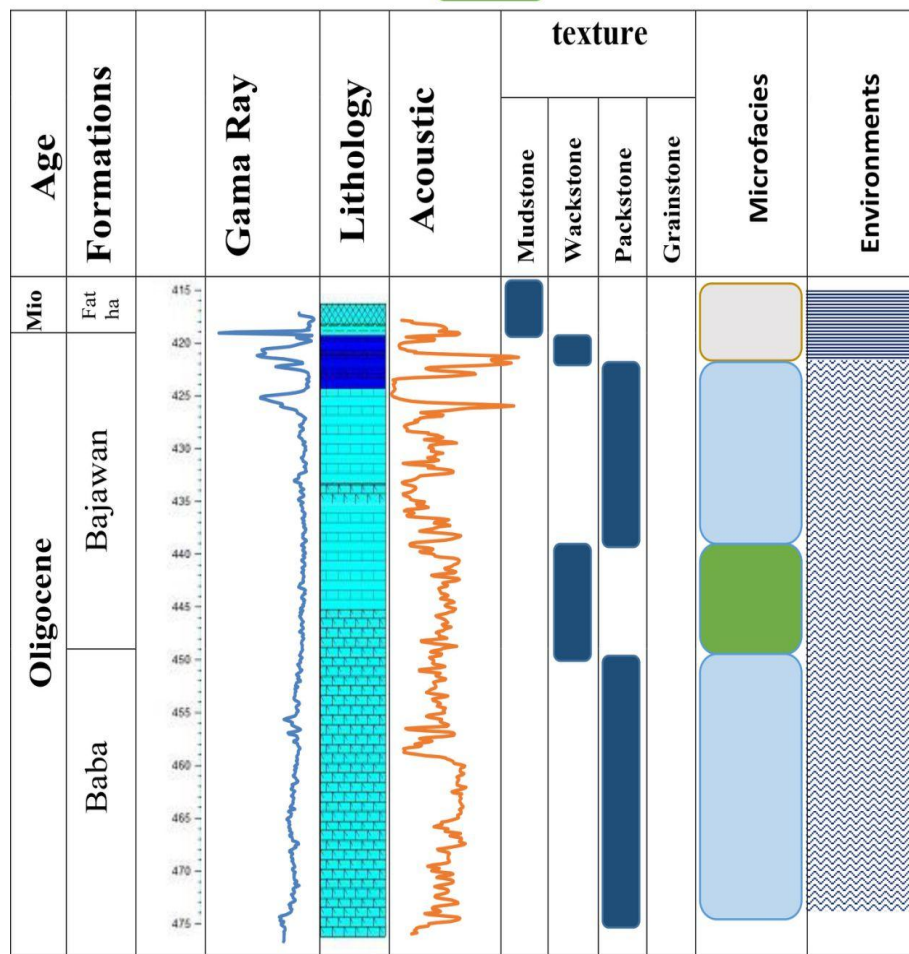 Age
Formations
Gama Ray
Lithology
Acoustic
texture
Mudstone
Wackstone
Packstone
Grainstone
Microfacies
Environments
Mio
Fat
ha
Oligocene
Bajawan
Baba
415
420
425
430
435
440
445
450
455
460
465
470
475